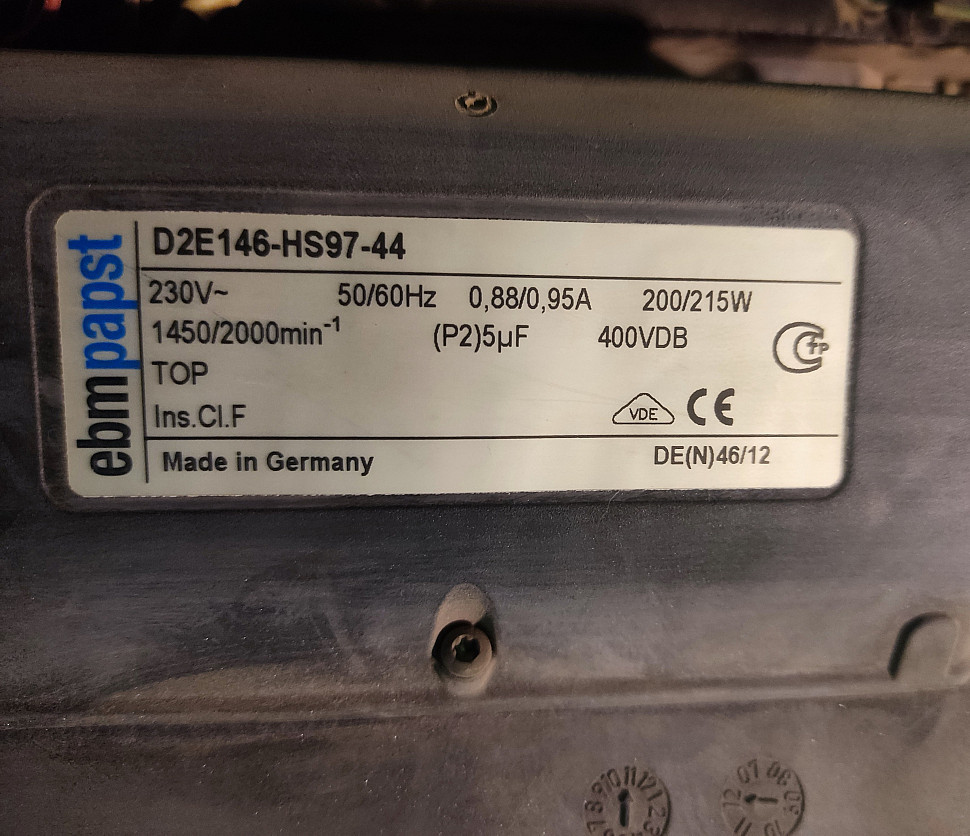 ebmpapst
D2E146-HS97-44
230V~ 50/60Hz 0,88/0,95A 200/215W
1450/2000min⁻¹ (P2)5µF 400VDB
TOP
Ins.Cl.F
VDE CE
Made in Germany DE(N)46/12